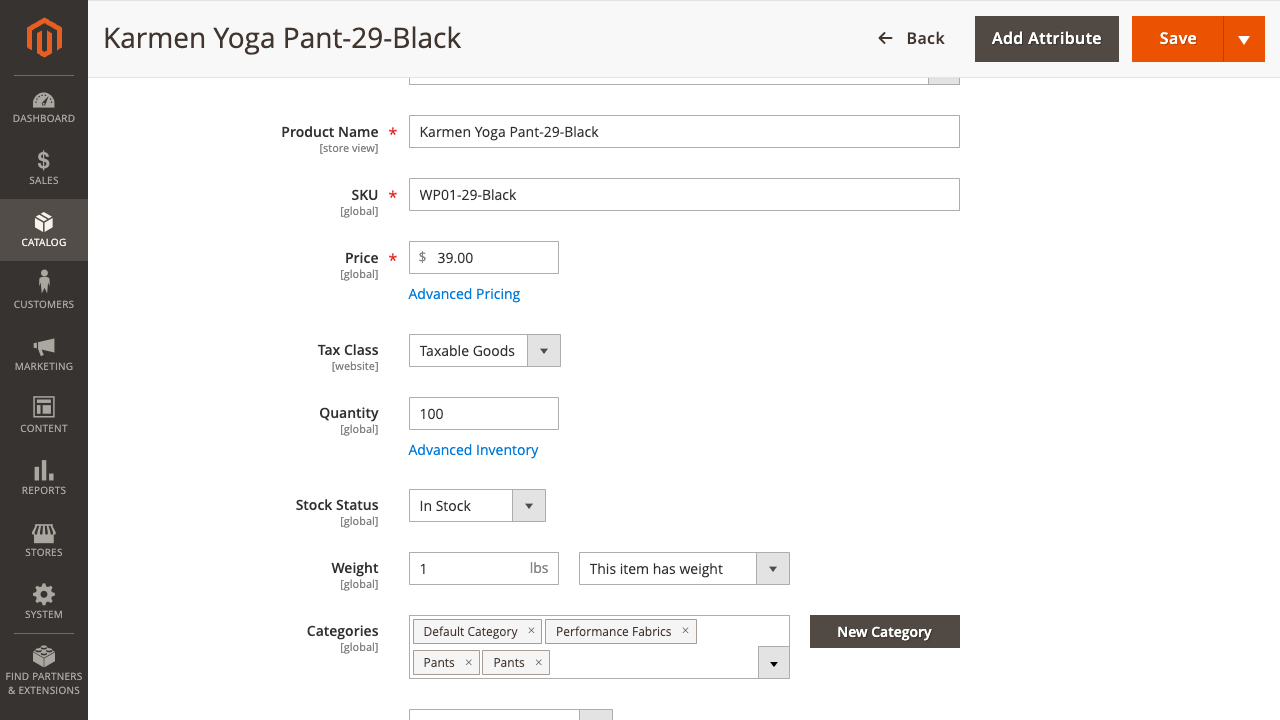 Karmen Yoga Pant-29-Black
Back
Add Attribute
Save
DASHBOARD
SALES
CATALOG
CUSTOMERS
MARKETING
CONTENT
REPORTS
STORES
SYSTEM
FIND PARTNERS
& EXTENSIONS
Product Name *
[store view]
Karmen Yoga Pant-29-Black
SKU *
[global]
WP01-29-Black
Price *
[global]
$ 39.00
Advanced Pricing
Tax Class
[website]
Taxable Goods
Quantity
[global]
100
Advanced Inventory
Stock Status
[global]
In Stock
Weight
[global]
1 lbs
This item has weight
Categories
[global]
Default Category × Performance Fabrics ×
Pants × Pants ×
New Category